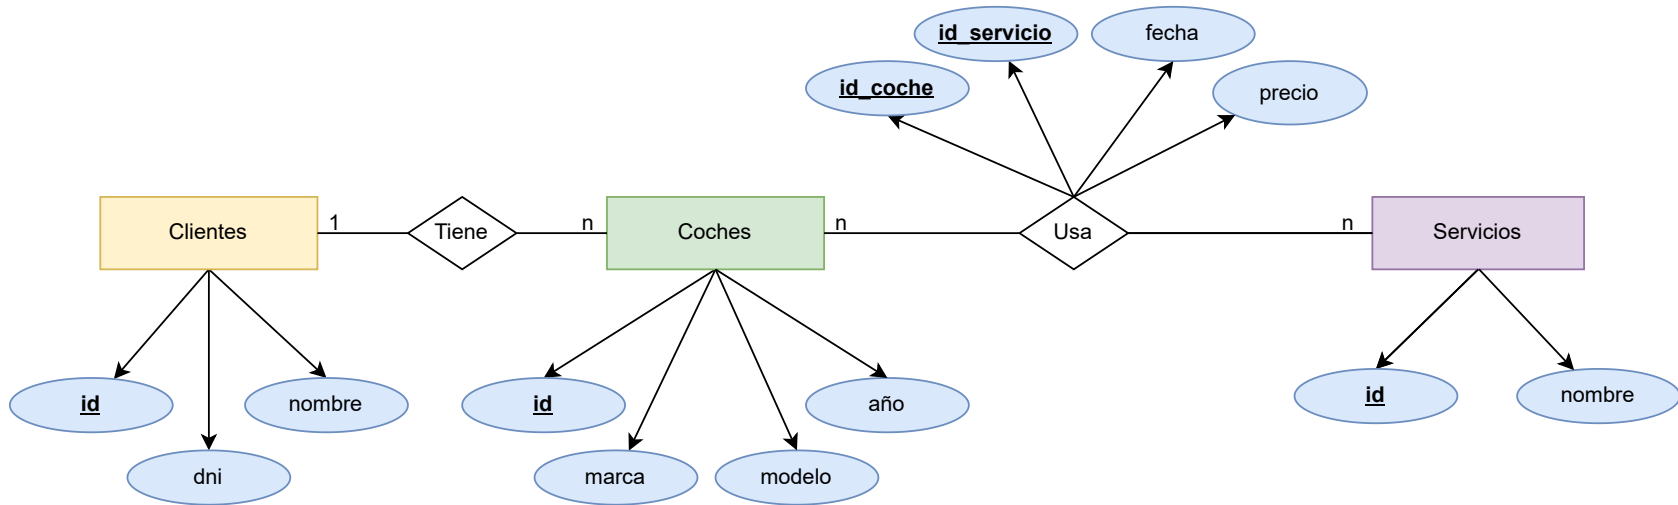 id_servicio
fecha
id_coche
precio
Clientes
1
Tiene
n
Coches
n
Usa
n
Servicios
id
nombre
dni
id
año
marca
modelo
id
nombre